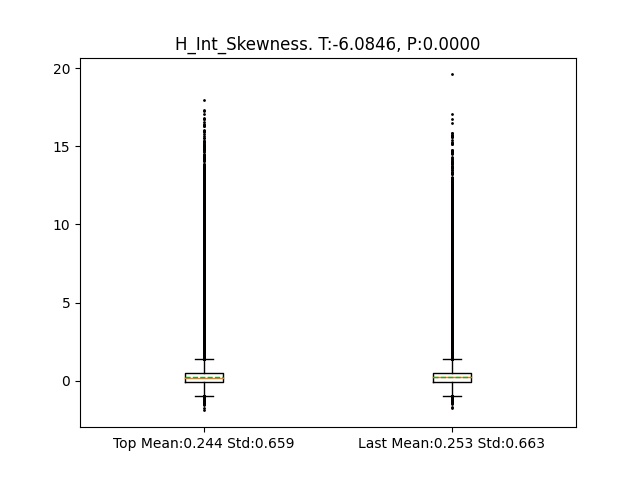 H_Int_Skewness. T:-6.0846, P:0.0000
20
15
10
5
0
Top Mean:0.244 Std:0.659
Last Mean:0.253 Std:0.663